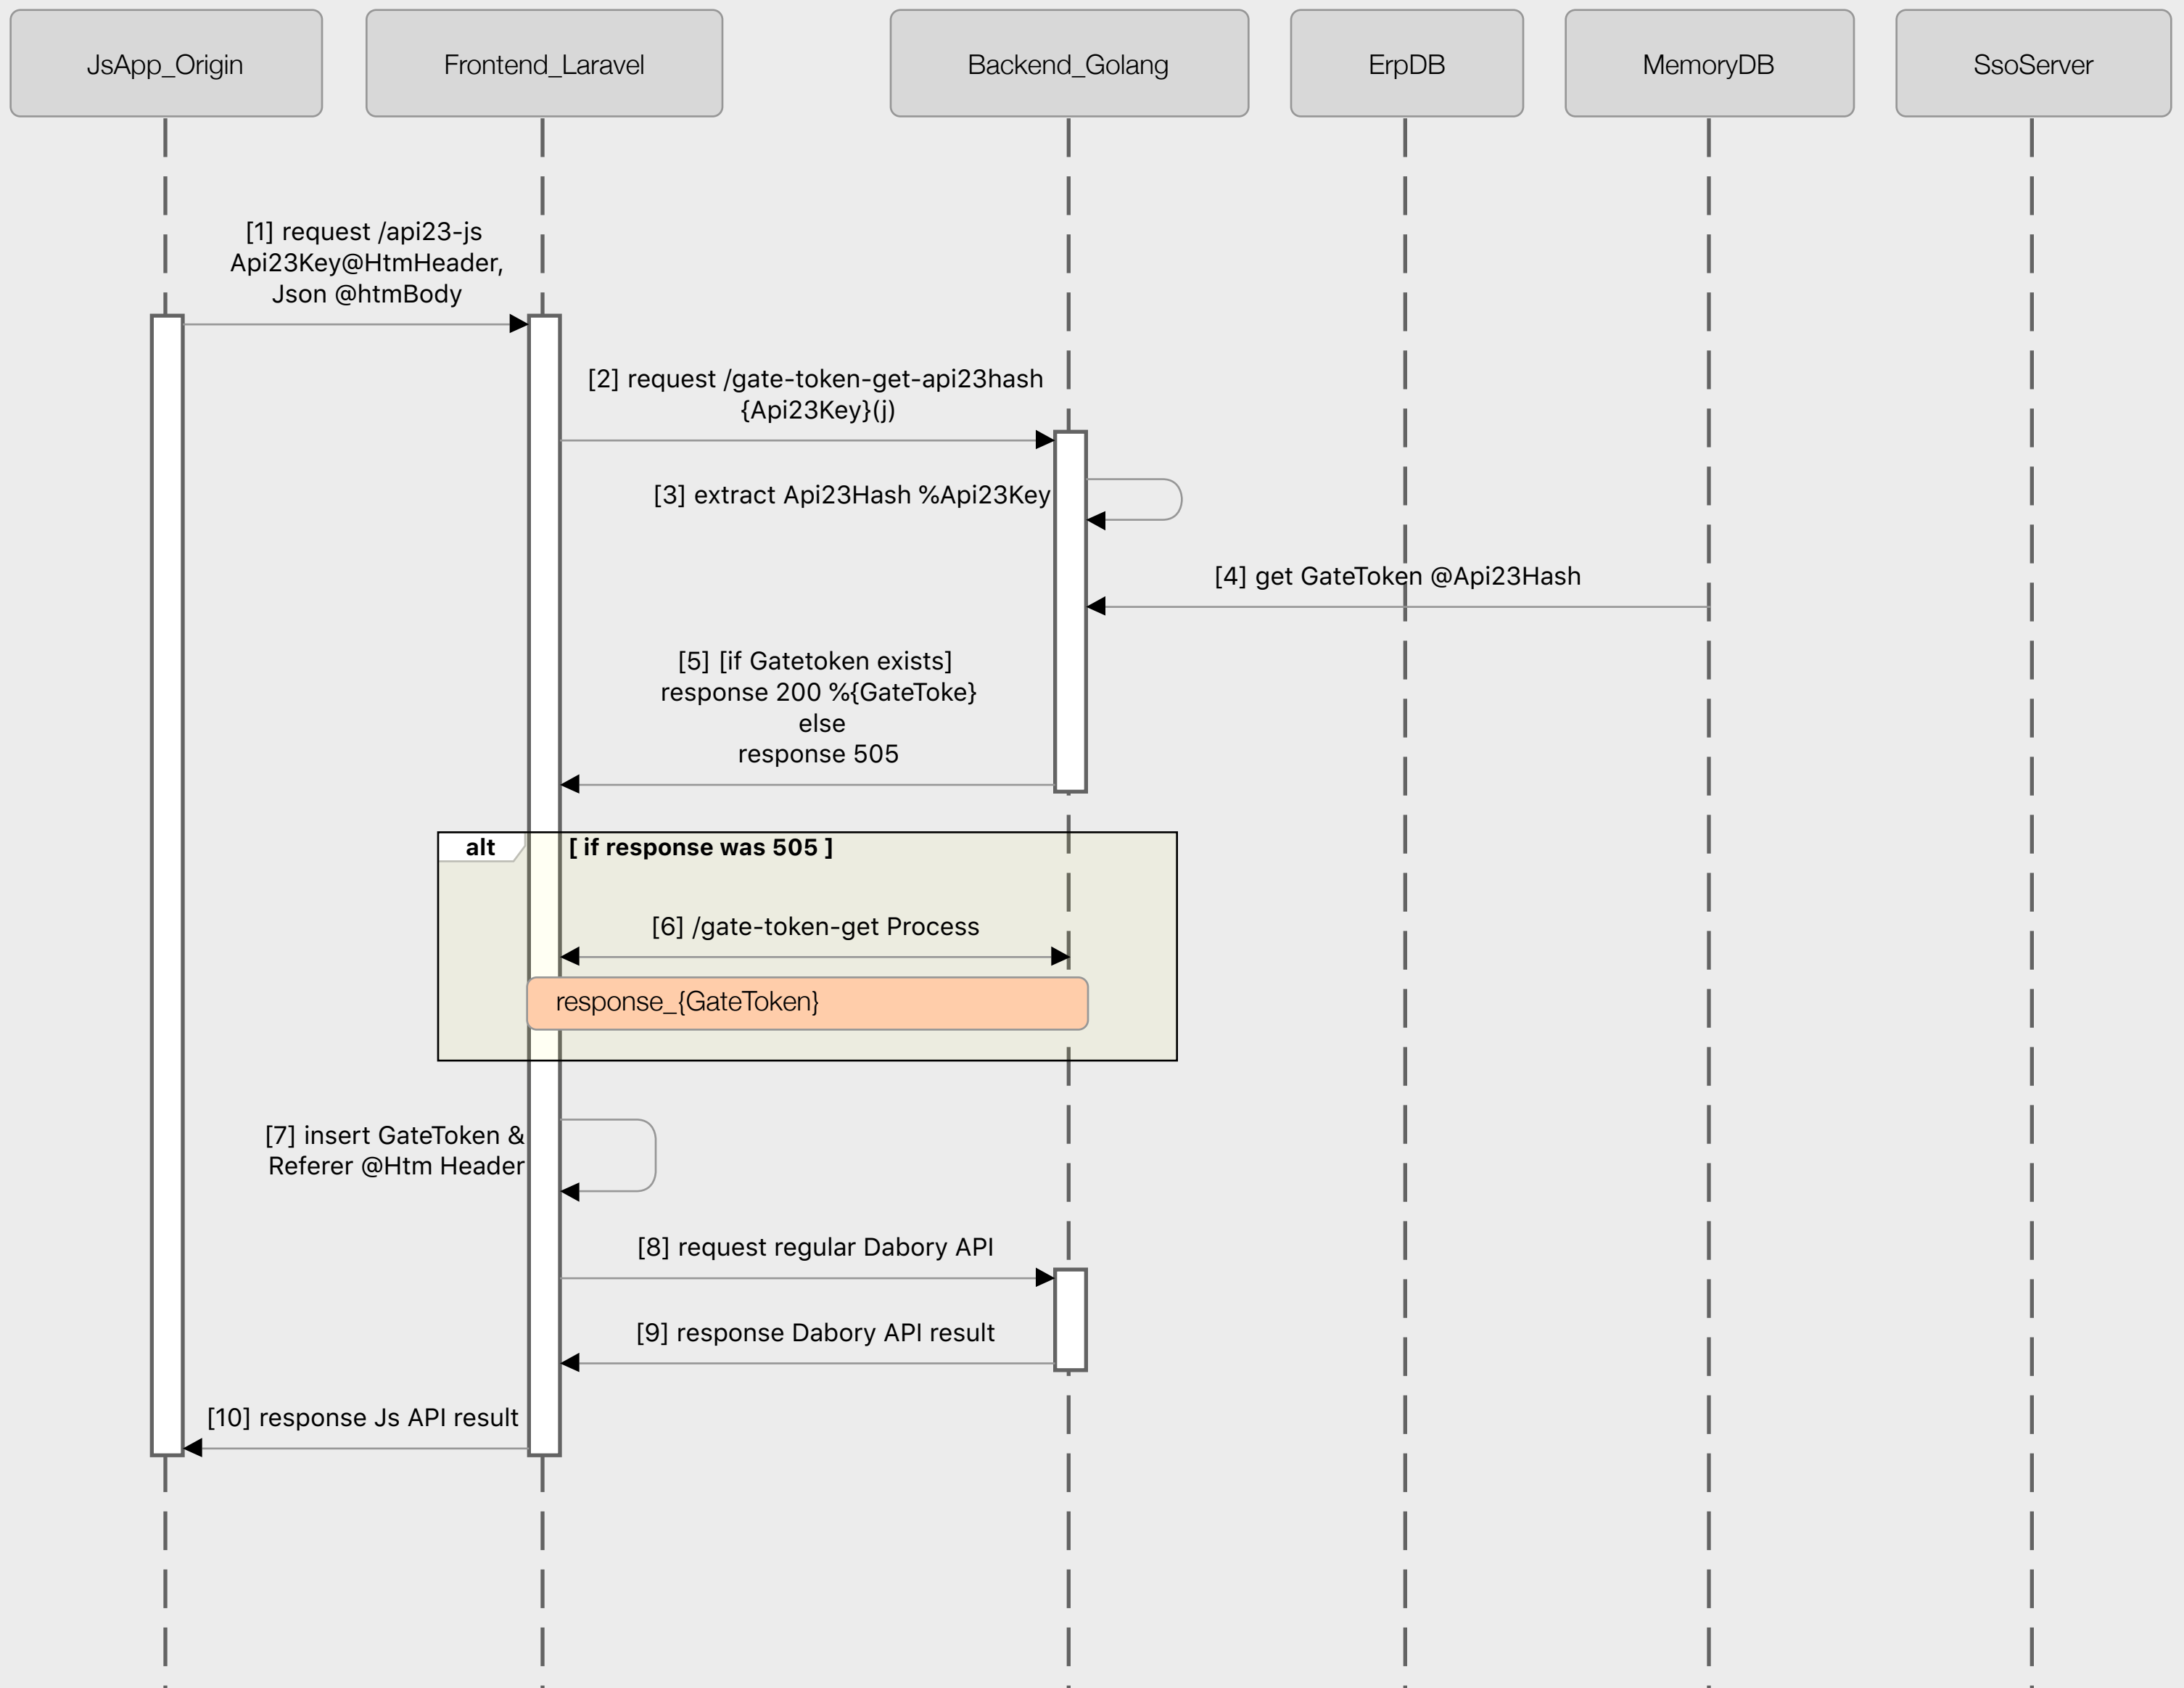 JsApp_Origin
Frontend_Laravel
Backend_Golang
ErpDB
MemoryDB
SsoServer
[1] request /api23-js
Api23Key@HtmHeader,
Json @htmBody
[2] request /gate-token-get-api23hash
{Api23Key}(j)
[3] extract Api23Hash %Api23Key
[4] get GateToken @Api23Hash
[5] [if Gatetoken exists]
response 200 %{GateToke}
else
response 505
alt
[ if response was 505 ]
[6] /gate-token-get Process
response_{GateToken}
[7] insert GateToken &
Referer @Htm Header
[8] request regular Dabory API
[9] response Dabory API result
[10] response Js API result